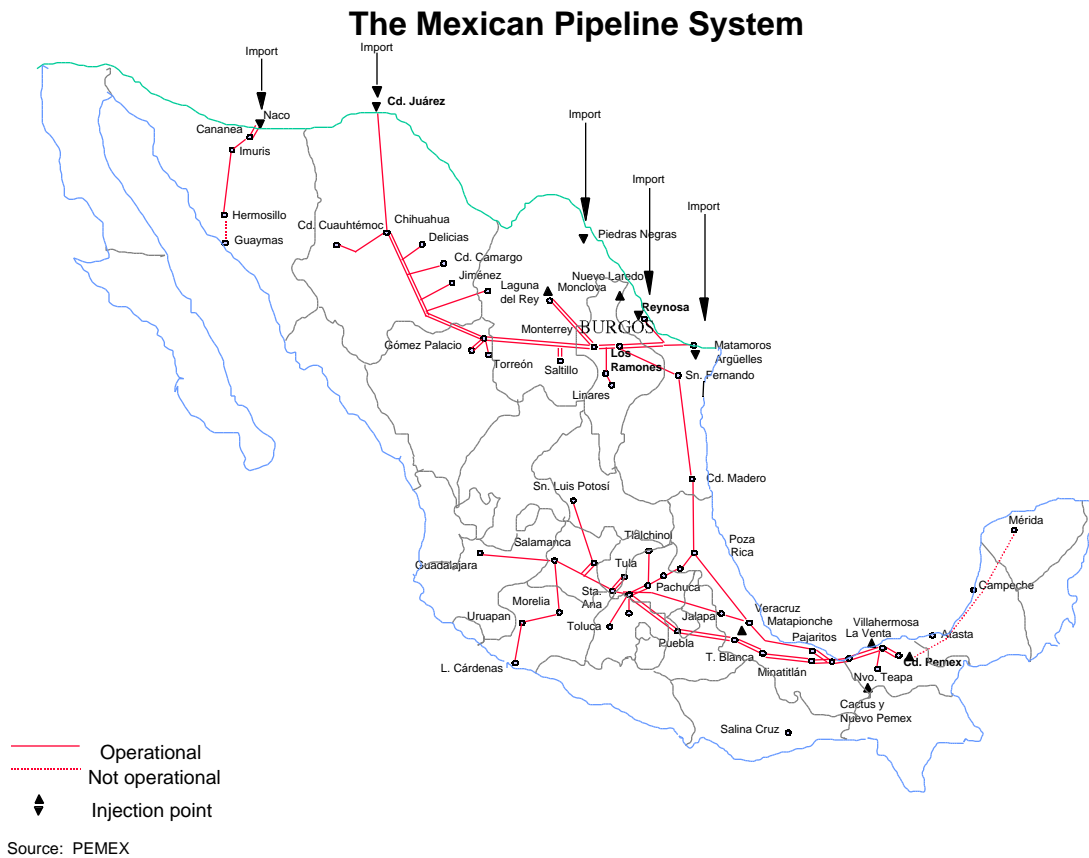 The Mexican Pipeline System
Import
Import
Import
Import
Import
Naco
Cd. Juárez
Cananea
Imuris
Hermosillo
Guaymas
Cd. Cuauhtémoc
Chihuahua
Delicias
Cd. Camargo
Jiménez
Laguna
del Rey
Piedras Negras
Nuevo Laredo
Monclova
Reynosa
Monterrey
BURGOS
Gómez Palacio
Torreón
Saltillo
Los
Ramones
Linares
Matamoros
Argüelles
Sn. Fernando
Cd. Madero
Sn. Luis Potosí
Tlalchinol
Poza
Rica
Mérida
Salamanca
Guadalajara
Tula
Pachuca
Sta.
Ana
Campeche
Morelia
Uruapan
Toluca
Jalapa
Veracruz
Matapionche
Villahermosa
La Venta
Atasta
Pajaritos
Puebla
T. Blanca
Cd. Pemex
L. Cárdenas
Minatitlán
Nvo. Teapa
Cactus y
Nuevo Pemex
Salina Cruz
Operational
Not operational
Injection point
Source: PEMEX